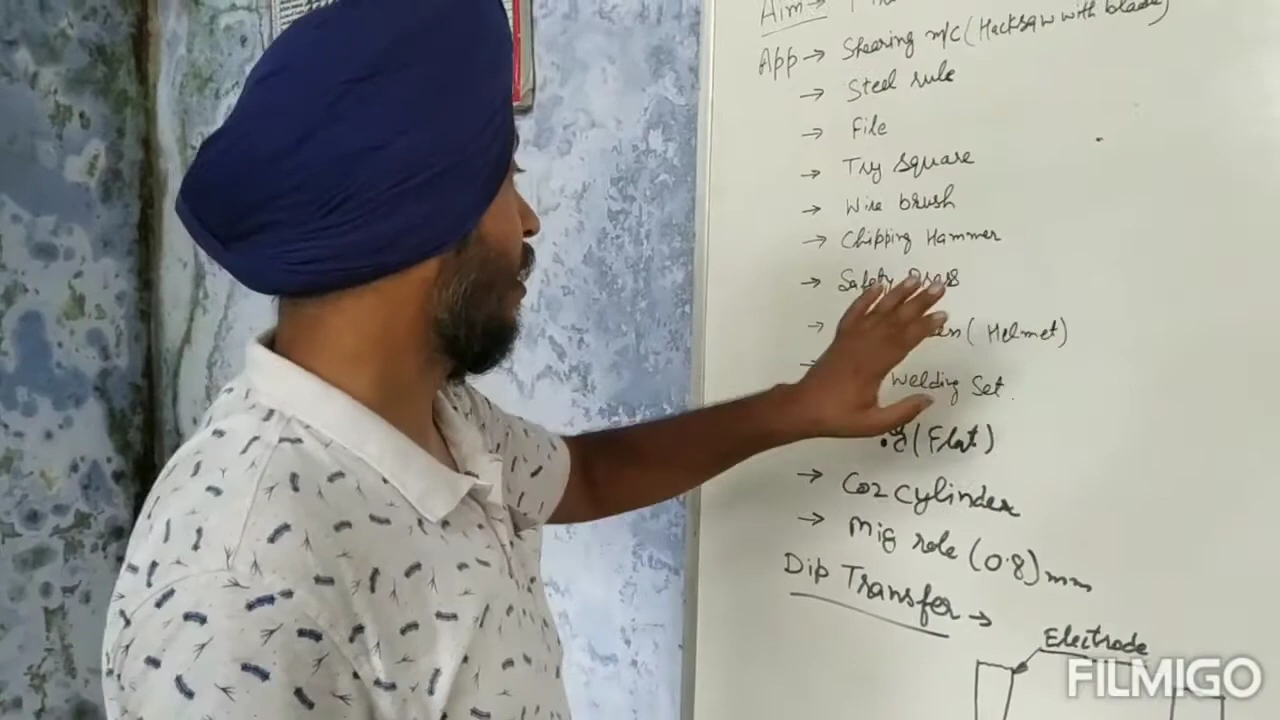 Aim →
App → Shearing m/c (Hacksaw with blade)
→ Steel rule
→ File
→ Try square
→ Wire brush
→ Chipping Hammer
→ Safety Dress
→ (Helmet)
→ Welding Set.
(Flat)
→ Co2 Cylinder
→ Mig role (0.8) mm
Dip Transfer →
Electrode
FILMIGO